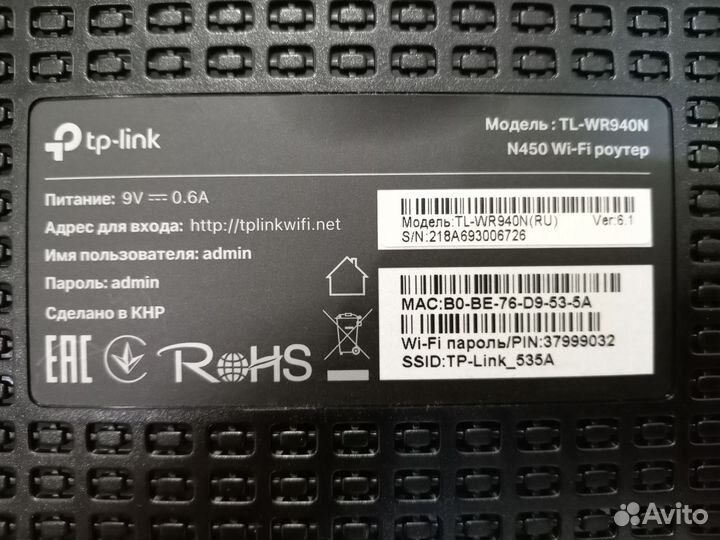 tp-link
Модель : TL-WR940N
N450 Wi-Fi роутер
Питание: 9V ⎓ 0.6A
Адрес для входа: http://tplinkwifi.net
Имя пользователя: admin
Пароль: admin
Сделано в КНР
Модель:TL-WR940N(RU) Ver:6.1
S/N:218A693006726
MAC:B0-BE-76-D9-53-5A
Wi-Fi пароль/PIN:37999032
SSID:TP-Link_535A
EAC RoHS
Avito